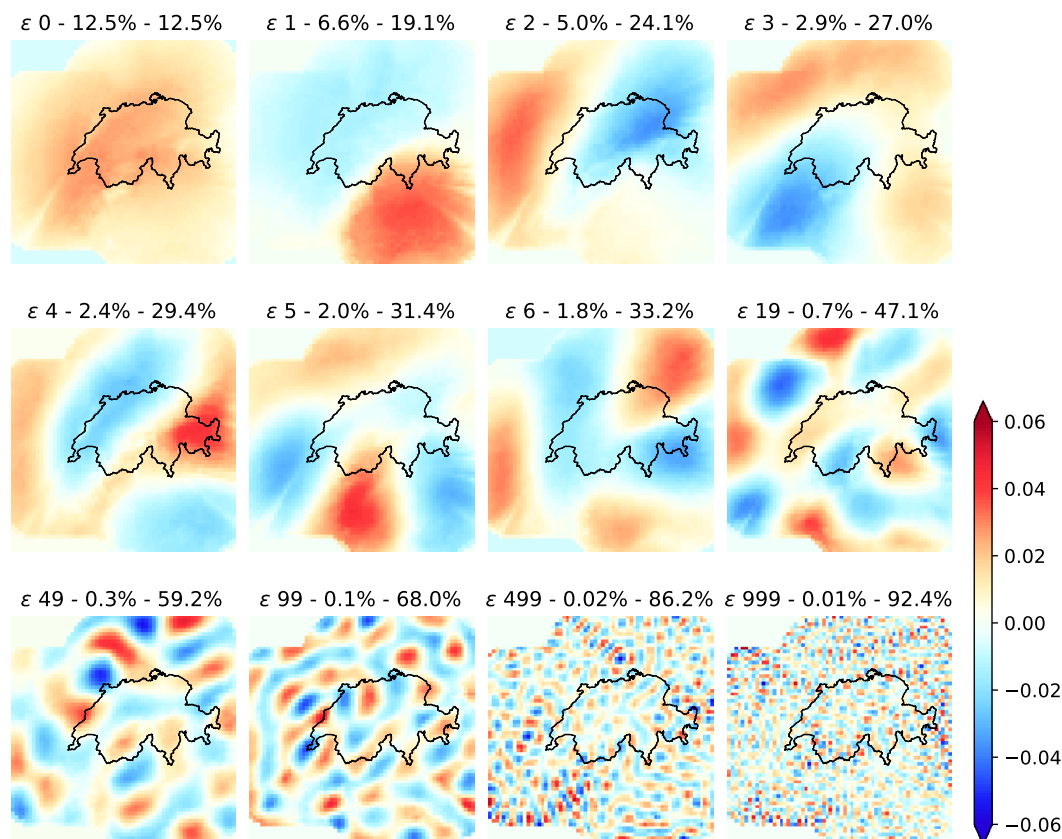 ε 0 - 12.5% - 12.5%
ε 1 - 6.6% - 19.1%
ε 2 - 5.0% - 24.1%
ε 3 - 2.9% - 27.0%
ε 4 - 2.4% - 29.4%
ε 5 - 2.0% - 31.4%
ε 6 - 1.8% - 33.2%
ε 19 - 0.7% - 47.1%
ε 49 - 0.3% - 59.2%
ε 99 - 0.1% - 68.0%
ε 499 - 0.02% - 86.2%
ε 999 - 0.01% - 92.4%
0.06
0.04
0.02
0.00
−0.02
−0.04
−0.06